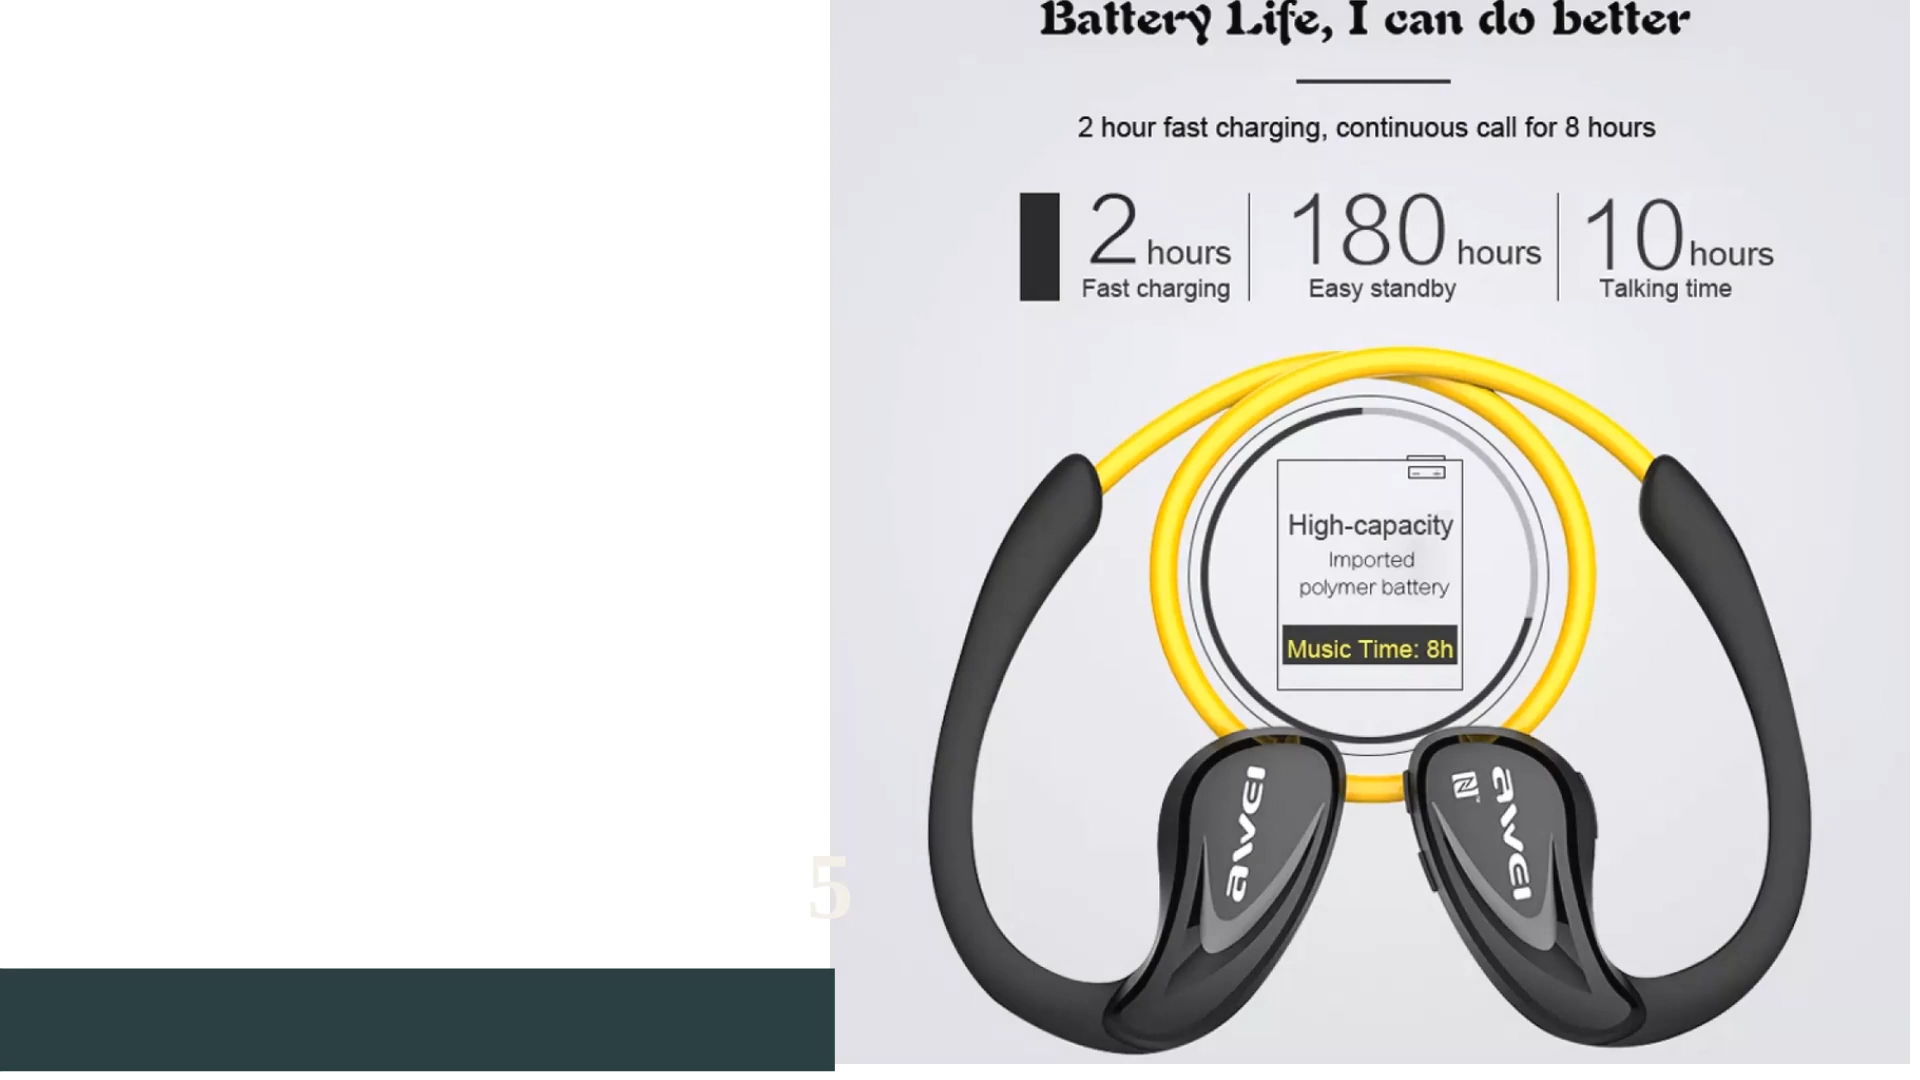 Battery Life, I can do better
2 hour fast charging, continuous call for 8 hours
2 hours
Fast charging
180 hours
Easy standby
10 hours
Talking time
High-capacity
Imported
polymer battery
Music Time: 8h
awei
awei
5